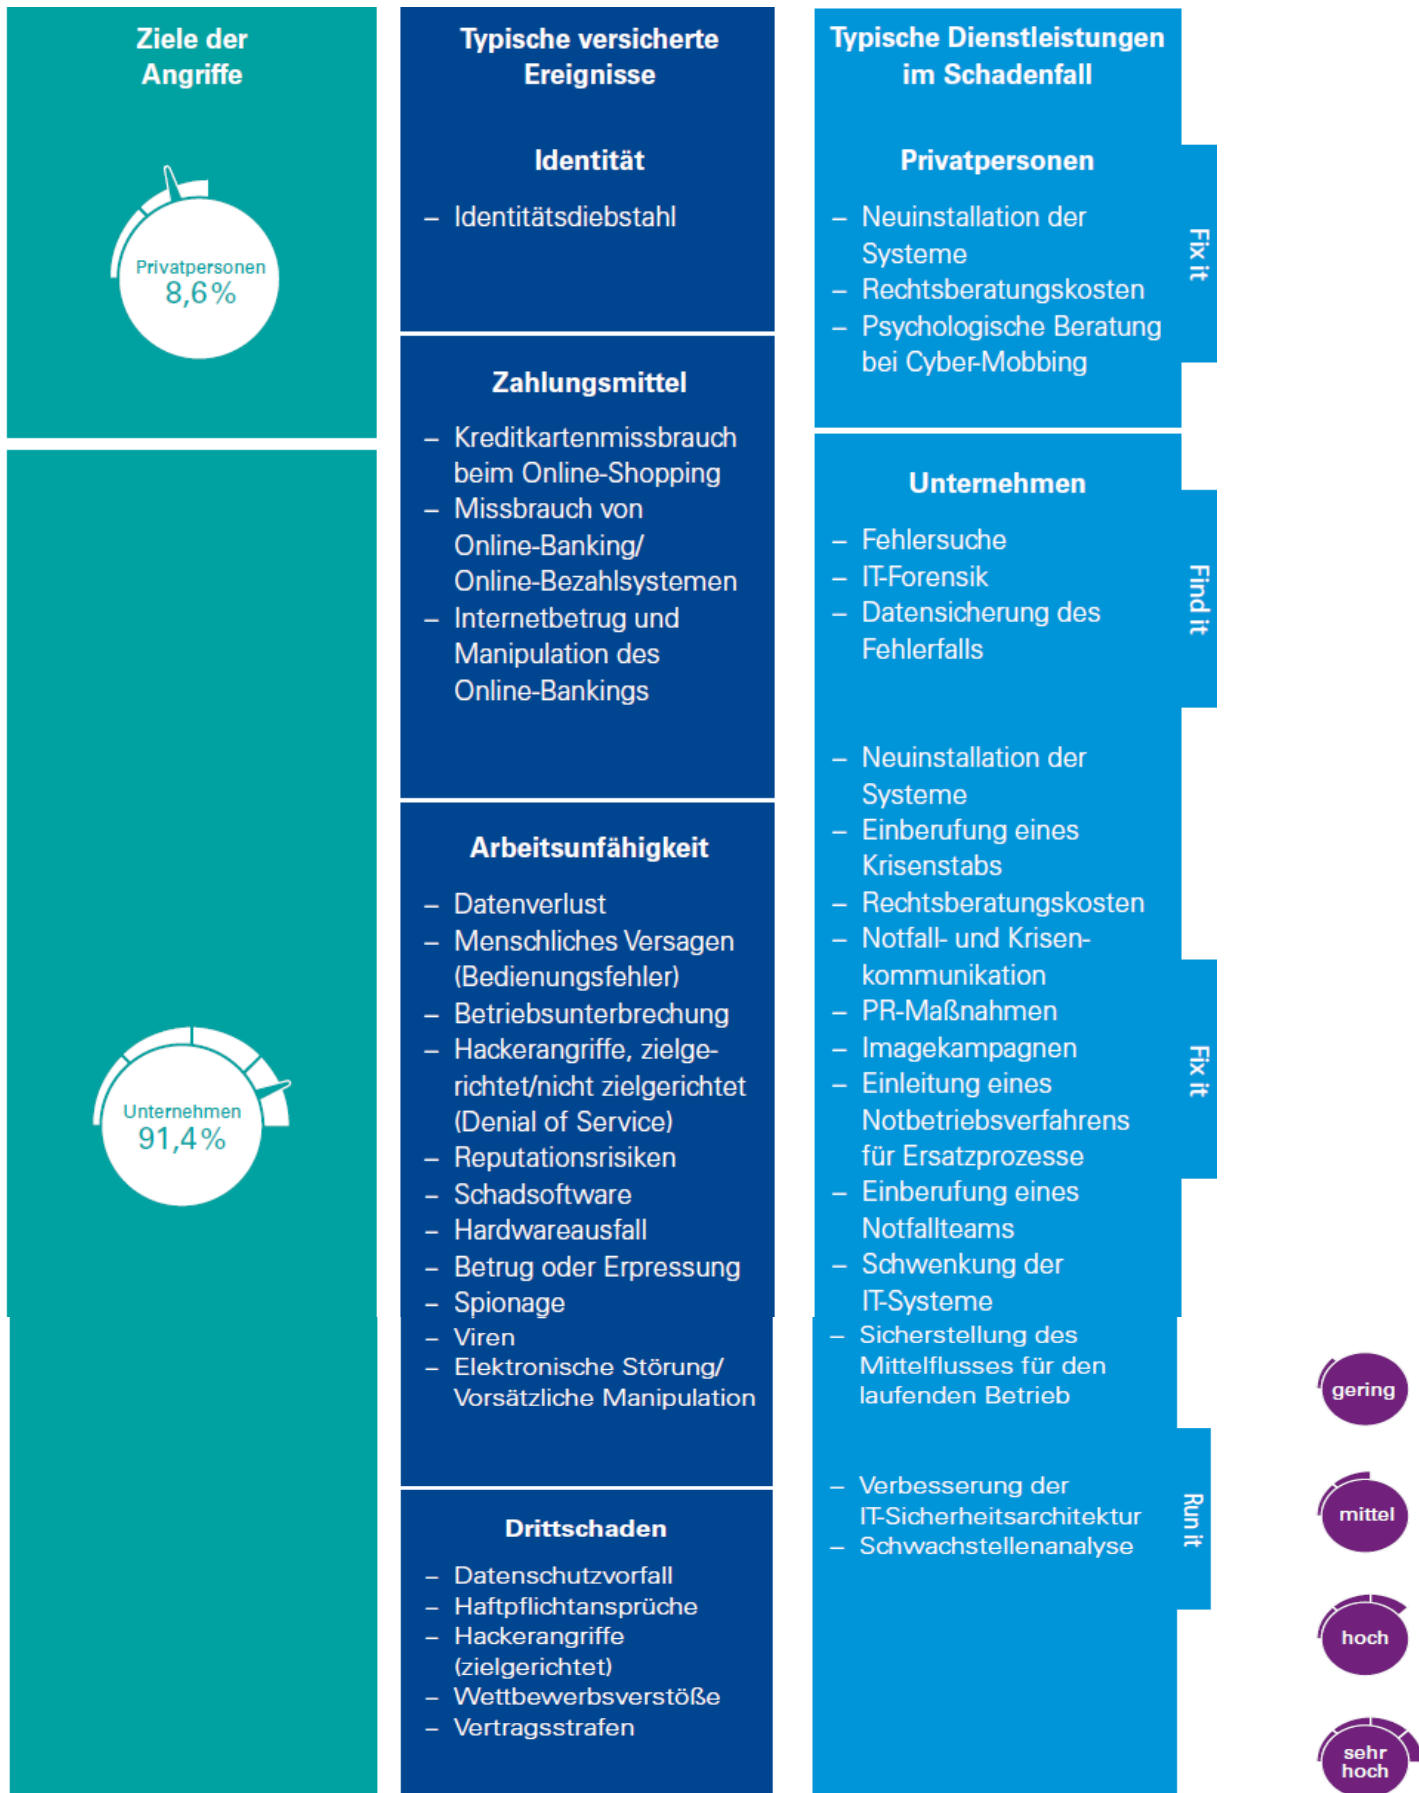 Ziele der
Angriffe
Privatpersonen
8,6%
Unternehmen
91,4%
Typische versicherte
Ereignisse
Identität
– Identitätsdiebstahl
Zahlungsmittel
– Kreditkartenmissbrauch
beim Online-Shopping
– Missbrauch von
Online-Banking/
Online-Bezahlsystemen
– Internetbetrug und
Manipulation des
Online-Bankings
Arbeitsunfähigkeit
– Datenverlust
– Menschliches Versagen
(Bedienungsfehler)
– Betriebsunterbrechung
– Hackerangriffe, zielge-
richtet/nicht zielgerichtet
(Denial of Service)
– Reputationsrisiken
– Schadsoftware
– Hardwareausfall
– Betrug oder Erpressung
– Spionage
– Viren
– Elektronische Störung/
Vorsätzliche Manipulation
Drittschaden
– Datenschutzvorfall
– Haftpflichtansprüche
– Hackerangriffe
(zielgerichtet)
– Wettbewerbsverstöße
– Vertragsstrafen
Typische Dienstleistungen
im Schadenfall
Privatpersonen
– Neuinstallation der
Systeme
– Rechtsberatungskosten
– Psychologische Beratung
bei Cyber-Mobbing
Fix it
Unternehmen
– Fehlersuche
– IT-Forensik
– Datensicherung des
Fehlerfalls
Find it
– Neuinstallation der
Systeme
– Einberufung eines
Krisenstabs
– Rechtsberatungskosten
– Notfall- und Krisen-
kommunikation
– PR-Maßnahmen
– Imagekampagnen
– Einleitung eines
Notbetriebsverfahrens
für Ersatzprozesse
– Einberufung eines
Notfallteams
– Schwenkung der
IT-Systeme
– Sicherstellung des
Mittelflusses für den
laufenden Betrieb
Fix it
– Verbesserung der
IT-Sicherheitsarchitektur
– Schwachstellenanalyse
Run it
gering
mittel
hoch
sehr
hoch